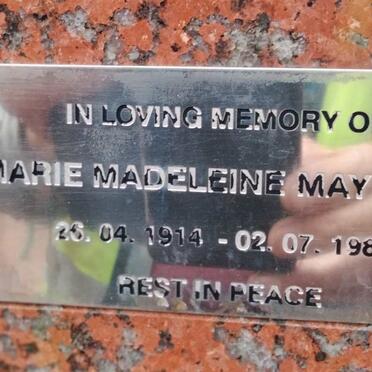 IN LOVING MEMORY O
MARIE MADELEINE MAY
26. 04. 1914 - 02. 07. 198
REST IN PEACE